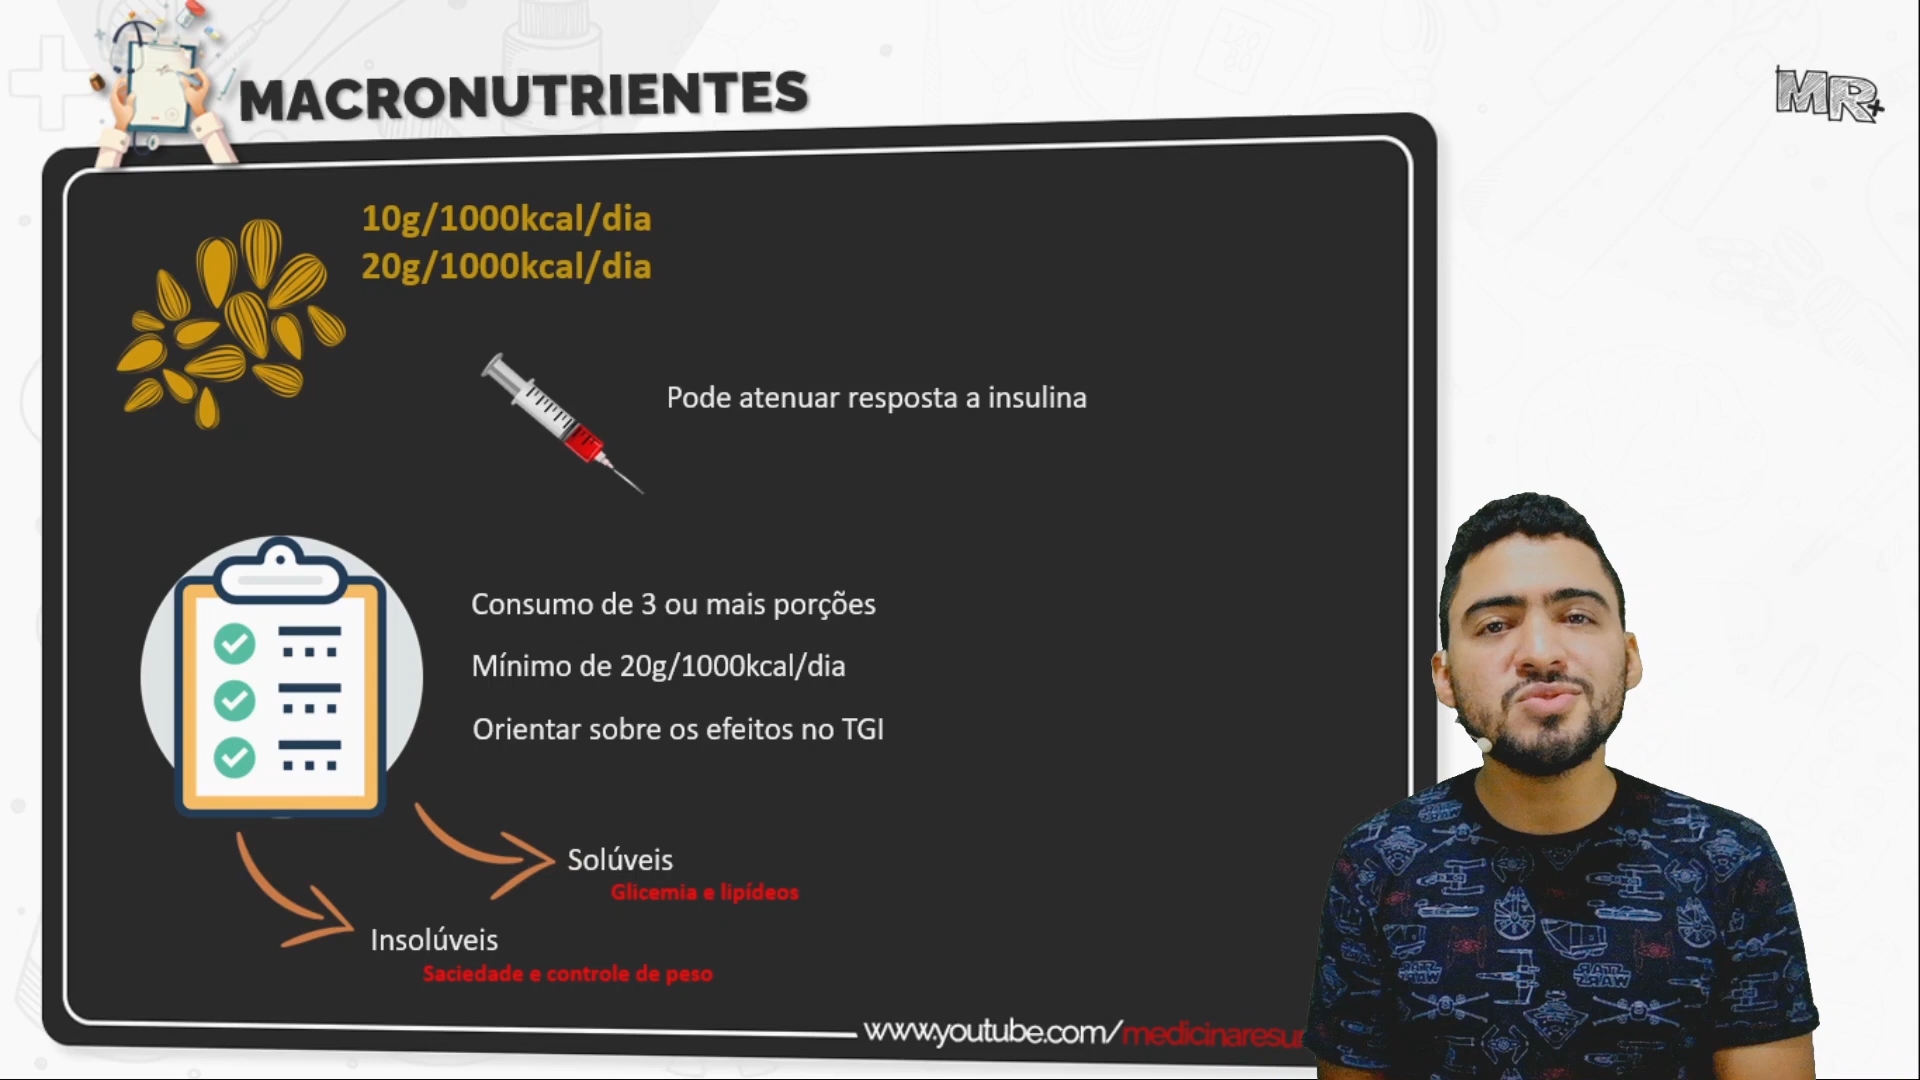 MACRONUTRIENTES
MR+
10g/1000kcal/dia
20g/1000kcal/dia
Pode atenuar resposta a insulina
Consumo de 3 ou mais porções
Mínimo de 20g/1000kcal/dia
Orientar sobre os efeitos no TGI
Solúveis
Glicemia e lipídeos
Insolúveis
Saciedade e controle de peso
www.youtube.com/medicinaresu